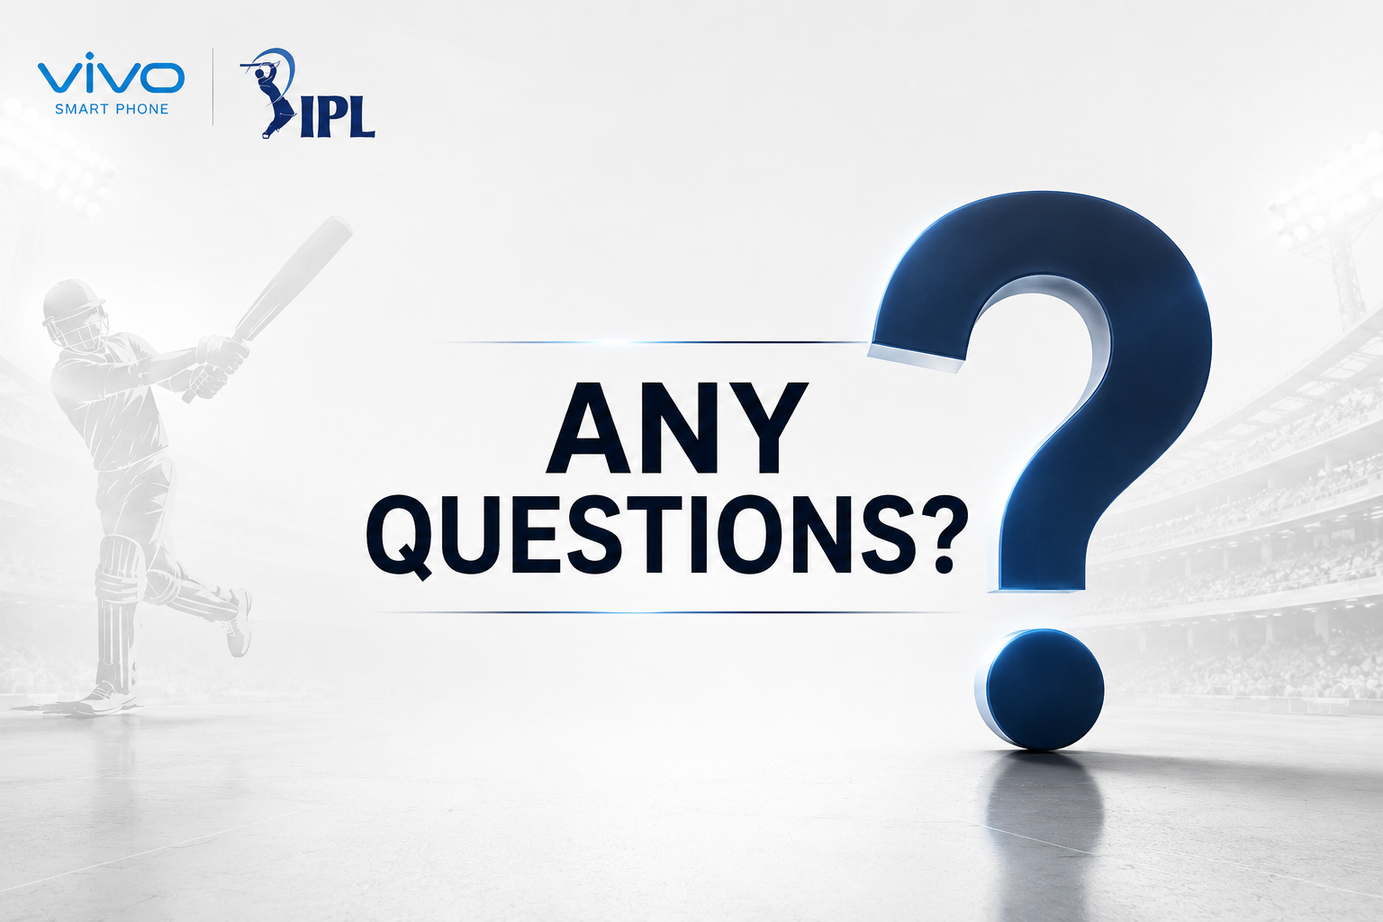 vivo
SMART PHONE
IPL
ANY
QUESTIONS?
?